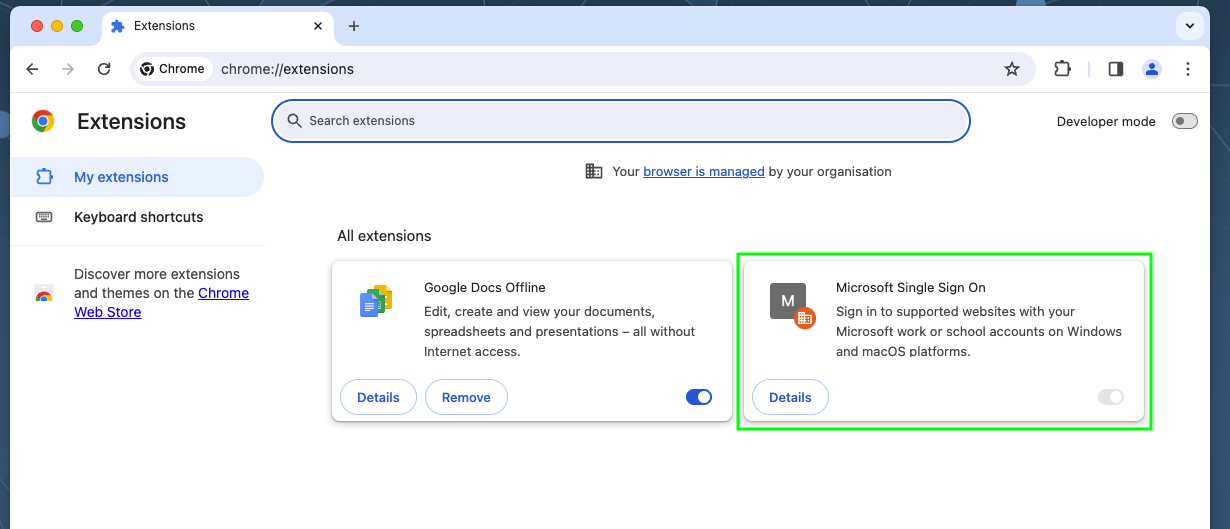 Extensions
Chrome
chrome://extensions
Extensions
Search extensions
Developer mode
My extensions
Keyboard shortcuts
Discover more extensions
and themes on the Chrome
Web Store
Your browser is managed by your organisation
All extensions
Google Docs Offline
Edit, create and view your documents,
spreadsheets and presentations – all without
Internet access.
Details
Remove
M
Microsoft Single Sign On
Sign in to supported websites with your
Microsoft work or school accounts on Windows
and macOS platforms.
Details